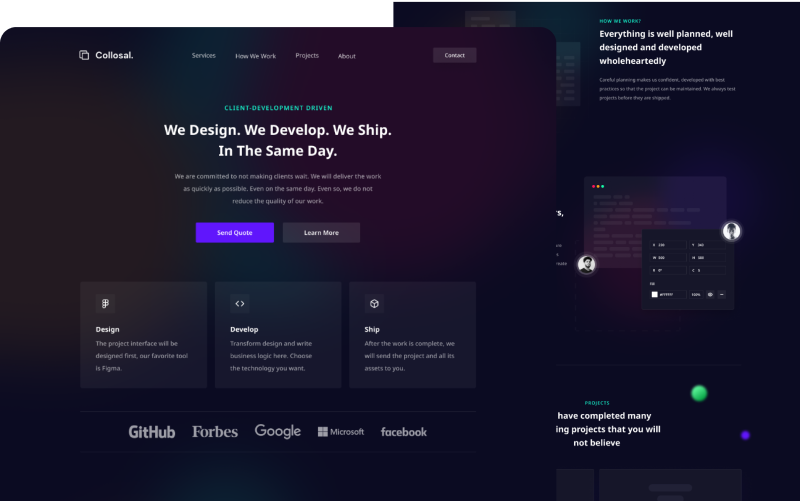 Collosal.
Services
How We Work
Projects
About
Contact
CLIENT-DEVELOPMENT DRIVEN
We Design. We Develop. We Ship.
In The Same Day.
We are committed to not making clients wait. We will deliver the work
as quickly as possible. Even on the same day. Even so, we do not
reduce the quality of our work.
Send Quote
Learn More
Design
The project interface will be
designed first, our favorite tool
is Figma.
Develop
Transform design and write
business logic here. Choose
the technology you want.
Ship
After the work is complete, we
will send the project and all its
assets to you.
GitHub
Forbes
Google
Microsoft
facebook
HOW WE WORK?
Everything is well planned, well
designed and developed
wholeheartedly
Careful planning makes us confident, developed with best
practices so that the project can be maintained. We always test
projects before they are shipped.
#FFFFFF
100%
PROJECTS
have completed many
ing projects that you will
not believe